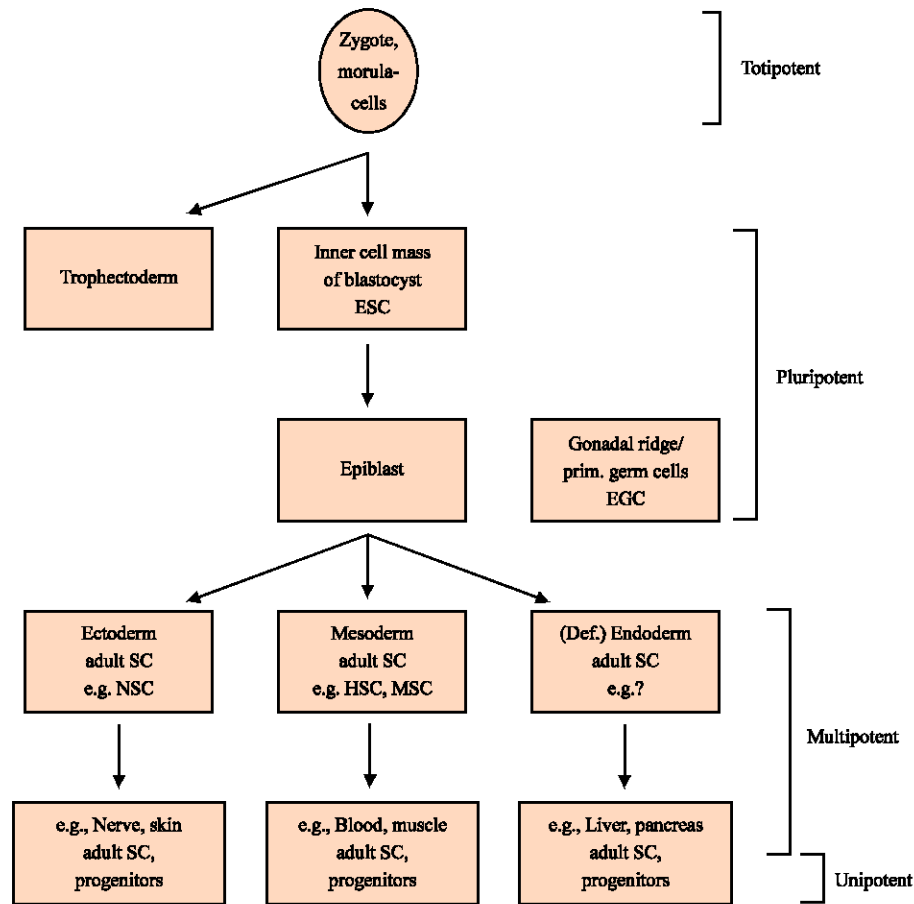 Zygote,
morula-
cells
Totipotent
Trophectoderm
Inner cell mass
of blastocyst
ESC
Pluripotent
Epiblast
Gonadal ridge/
prim. germ cells
EGC
Ectoderm
adult SC
e.g. NSC
Mesoderm
adult SC
e.g. HSC, MSC
(Def.) Endoderm
adult SC
e.g.?
Multipotent
e.g., Nerve, skin
adult SC,
progenitors
e.g., Blood, muscle
adult SC,
progenitors
e.g., Liver, pancreas
adult SC,
progenitors
Unipotent